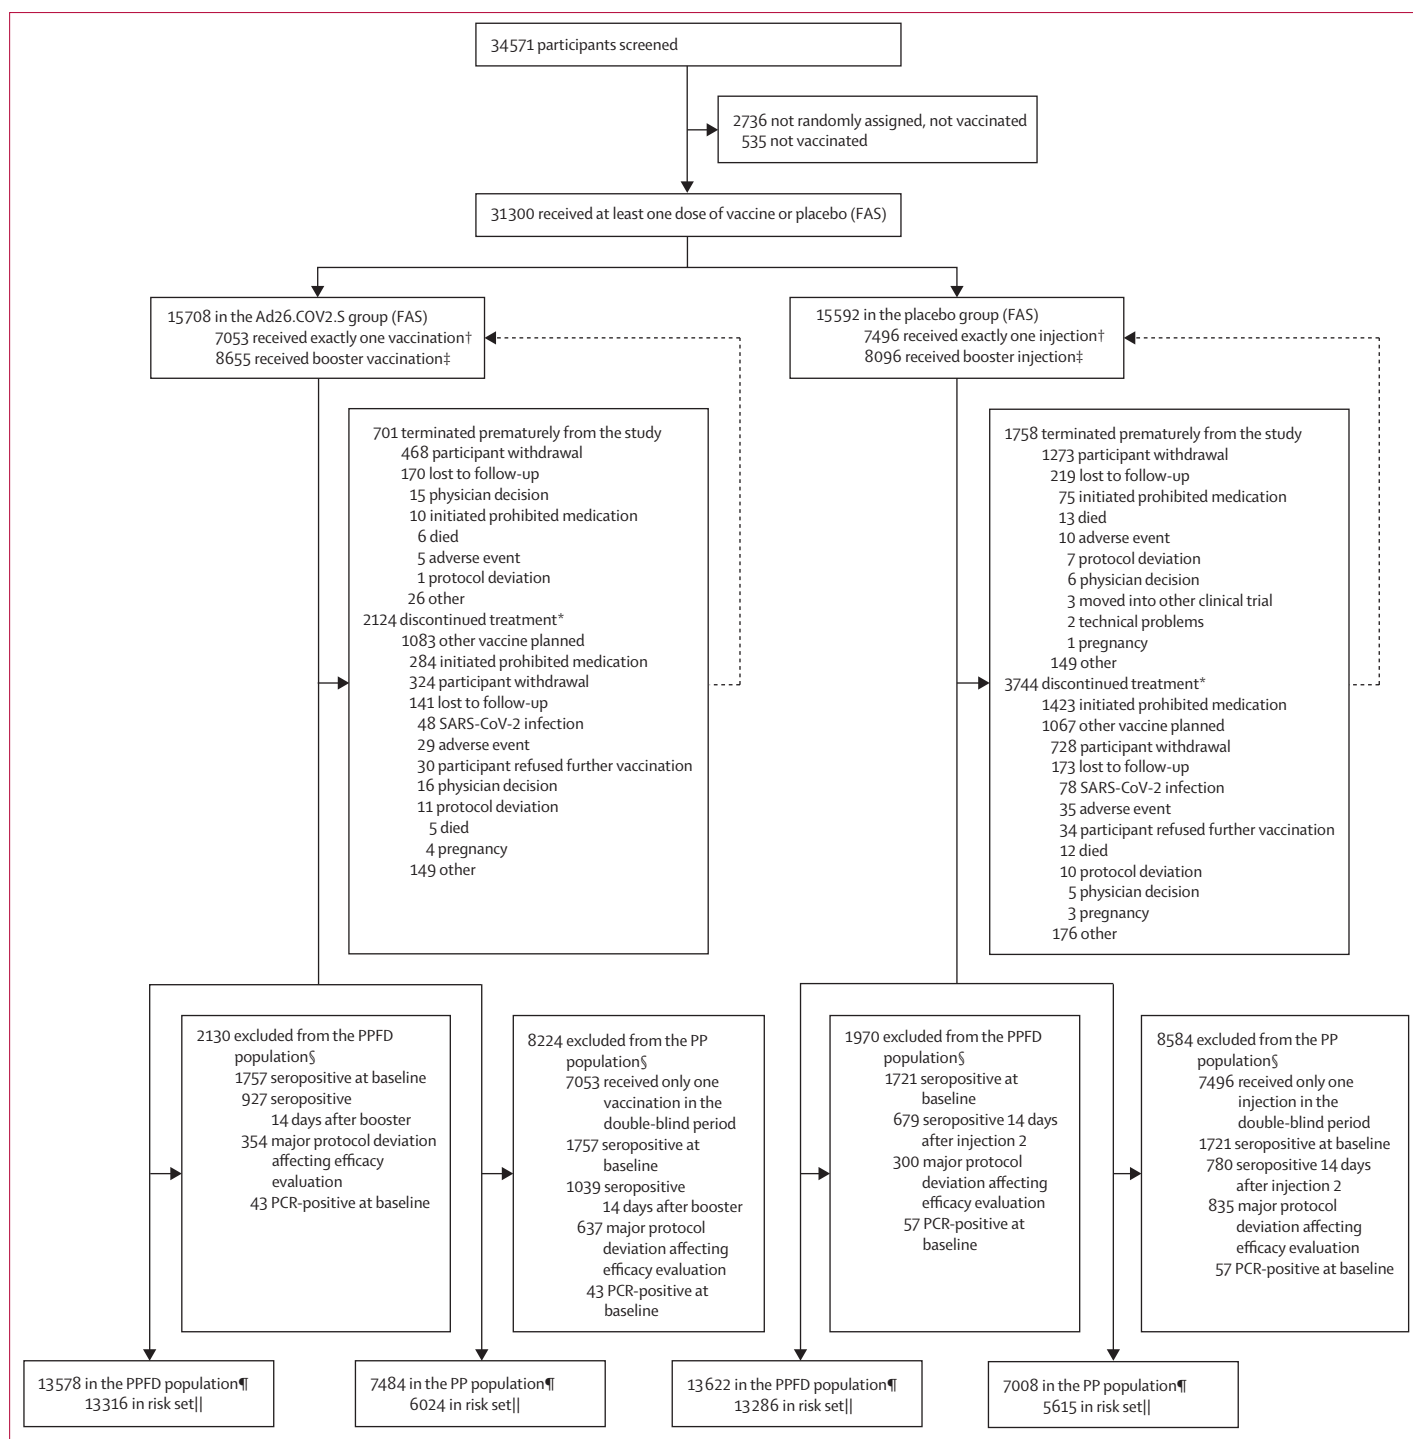 34571 participants screened
2736 not randomly assigned, not vaccinated
535 not vaccinated
31300 received at least one dose of vaccine or placebo (FAS)
15708 in the Ad26.COV2.S group (FAS)
7053 received exactly one vaccination†
8655 received booster vaccination‡
15592 in the placebo group (FAS)
7496 received exactly one injection†
8096 received booster injection‡
701 terminated prematurely from the study
468 participant withdrawal
170 lost to follow-up
15 physician decision
10 initiated prohibited medication
6 died
5 adverse event
1 protocol deviation
26 other
2124 discontinued treatment*
1083 other vaccine planned
284 initiated prohibited medication
324 participant withdrawal
141 lost to follow-up
48 SARS-CoV-2 infection
29 adverse event
30 participant refused further vaccination
16 physician decision
11 protocol deviation
5 died
4 pregnancy
149 other
1758 terminated prematurely from the study
1273 participant withdrawal
219 lost to follow-up
75 initiated prohibited medication
13 died
10 adverse event
7 protocol deviation
6 physician decision
3 moved into other clinical trial
2 technical problems
1 pregnancy
149 other
3744 discontinued treatment*
1423 initiated prohibited medication
1067 other vaccine planned
728 participant withdrawal
173 lost to follow-up
78 SARS-CoV-2 infection
35 adverse event
34 participant refused further vaccination
12 died
10 protocol deviation
5 physician decision
3 pregnancy
176 other
2130 excluded from the PPFD
population§
1757 seropositive at baseline
927 seropositive
14 days after booster
354 major protocol deviation
affecting efficacy
evaluation
43 PCR-positive at baseline
8224 excluded from the PP
population§
7053 received only one
vaccination in the
double-blind period
1757 seropositive at
baseline
1039 seropositive
14 days after booster
637 major protocol
deviation affecting
efficacy evaluation
43 PCR-positive at
baseline
1970 excluded from the PPFD
population§
1721 seropositive at
baseline
679 seropositive 14 days
after injection 2
300 major protocol
deviation affecting
efficacy evaluation
57 PCR-positive at
baseline
8584 excluded from the PP
population§
7496 received only one
injection in the
double-blind period
1721 seropositive at baseline
780 seropositive 14 days
after injection 2
835 major protocol
deviation affecting
efficacy evaluation
57 PCR-positive at baseline
13578 in the PPFD population¶
13316 in risk set||
7484 in the PP population¶
6024 in risk set||
13622 in the PPFD population¶
13286 in risk set||
7008 in the PP population¶
5615 in risk set||